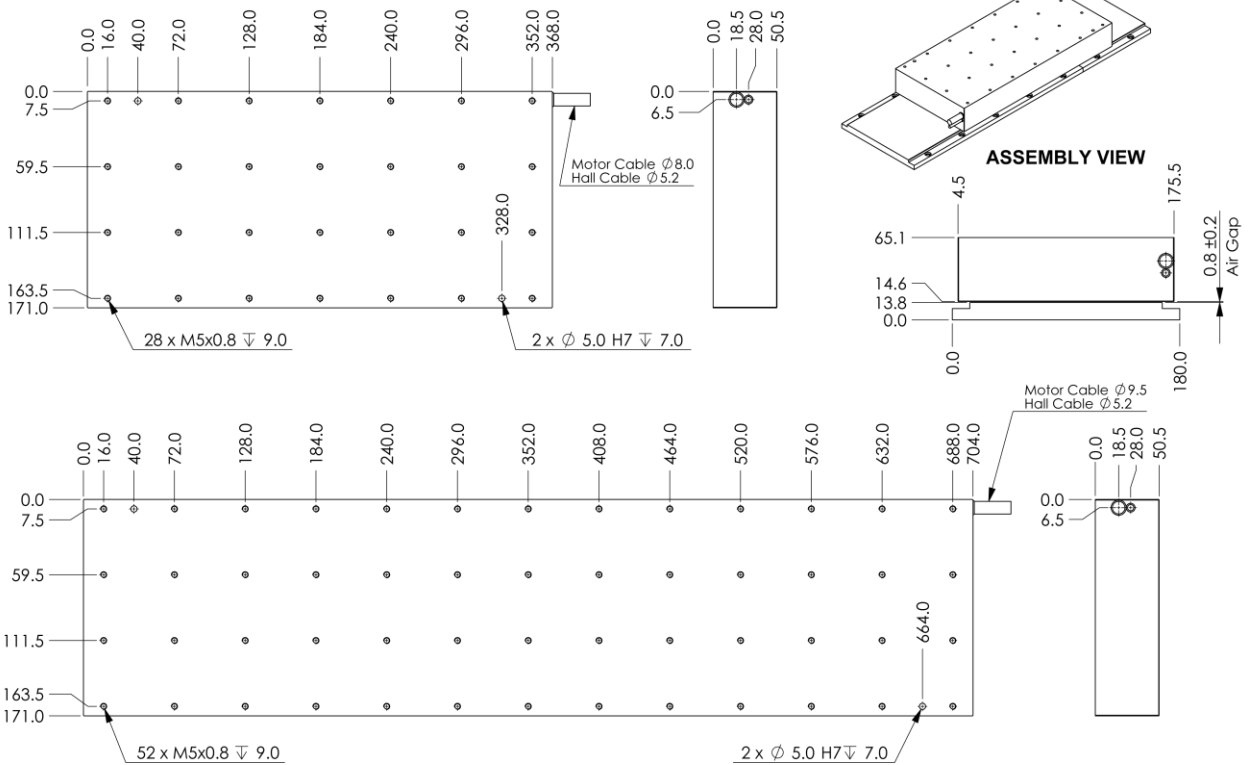 0.0 16.0 40.0 72.0 128.0 184.0 240.0 296.0 352.0 368.0
0.0
7.5
59.5
111.5
163.5
171.0
Motor Cable Ø8.0
Hall Cable Ø5.2
328.0
28 x M5x0.8 ↧ 9.0
2 x Ø 5.0 H7 ↧ 7.0
0.0 18.5 28.0 50.5
0.0
6.5
ASSEMBLY VIEW
4.5 175.5
65.1
14.6
13.8
0.0
0.8 ±0.2
Air Gap
0.0 180.0
0.0 16.0 40.0 72.0 128.0 184.0 240.0 296.0 352.0 408.0 464.0 520.0 576.0 632.0 688.0 704.0
0.0
7.5
59.5
111.5
163.5
171.0
Motor Cable Ø9.5
Hall Cable Ø5.2
664.0
52 x M5x0.8 ↧ 9.0
2 x Ø 5.0 H7 ↧ 7.0
0.0 18.5 28.0 50.5
0.0
6.5